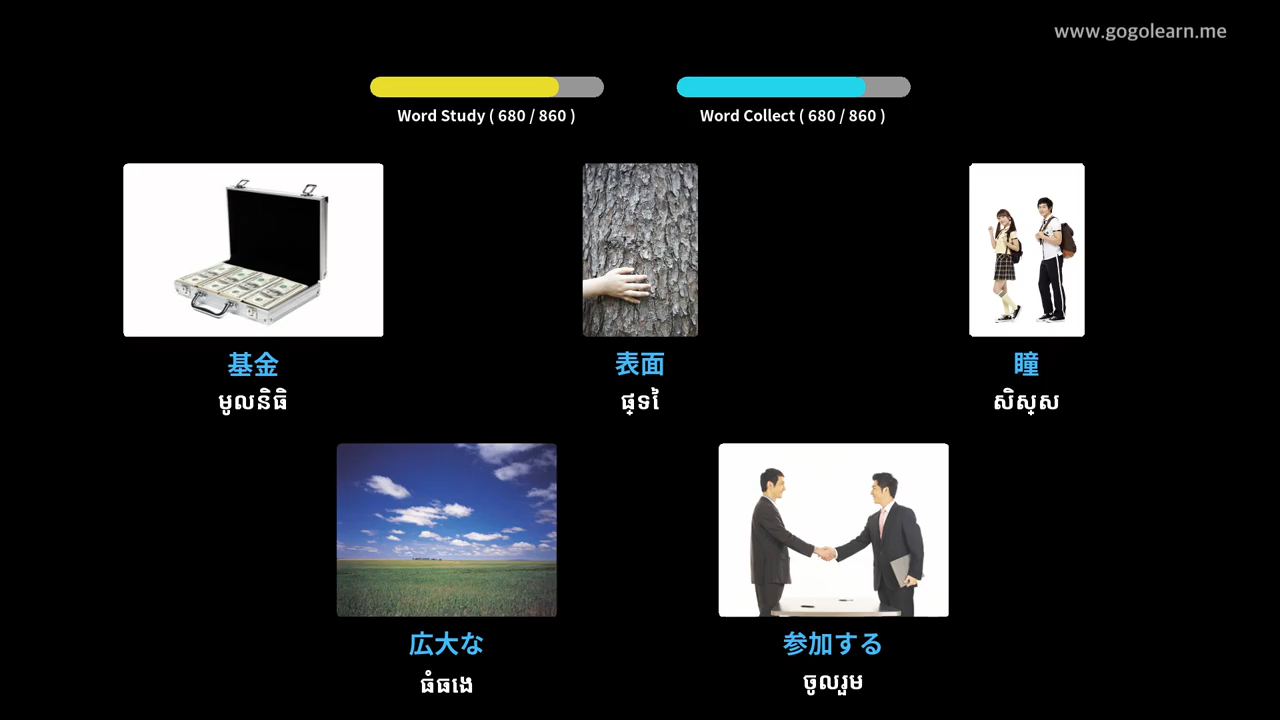 www.gogolearn.me
Word Study ( 680 / 860 )
Word Collect ( 680 / 860 )
基金
មូលនិធិ
表面
ផ្ទៃ
瞳
សិស្ស
広大な
ធំធេង
参加する
ចូលរួម